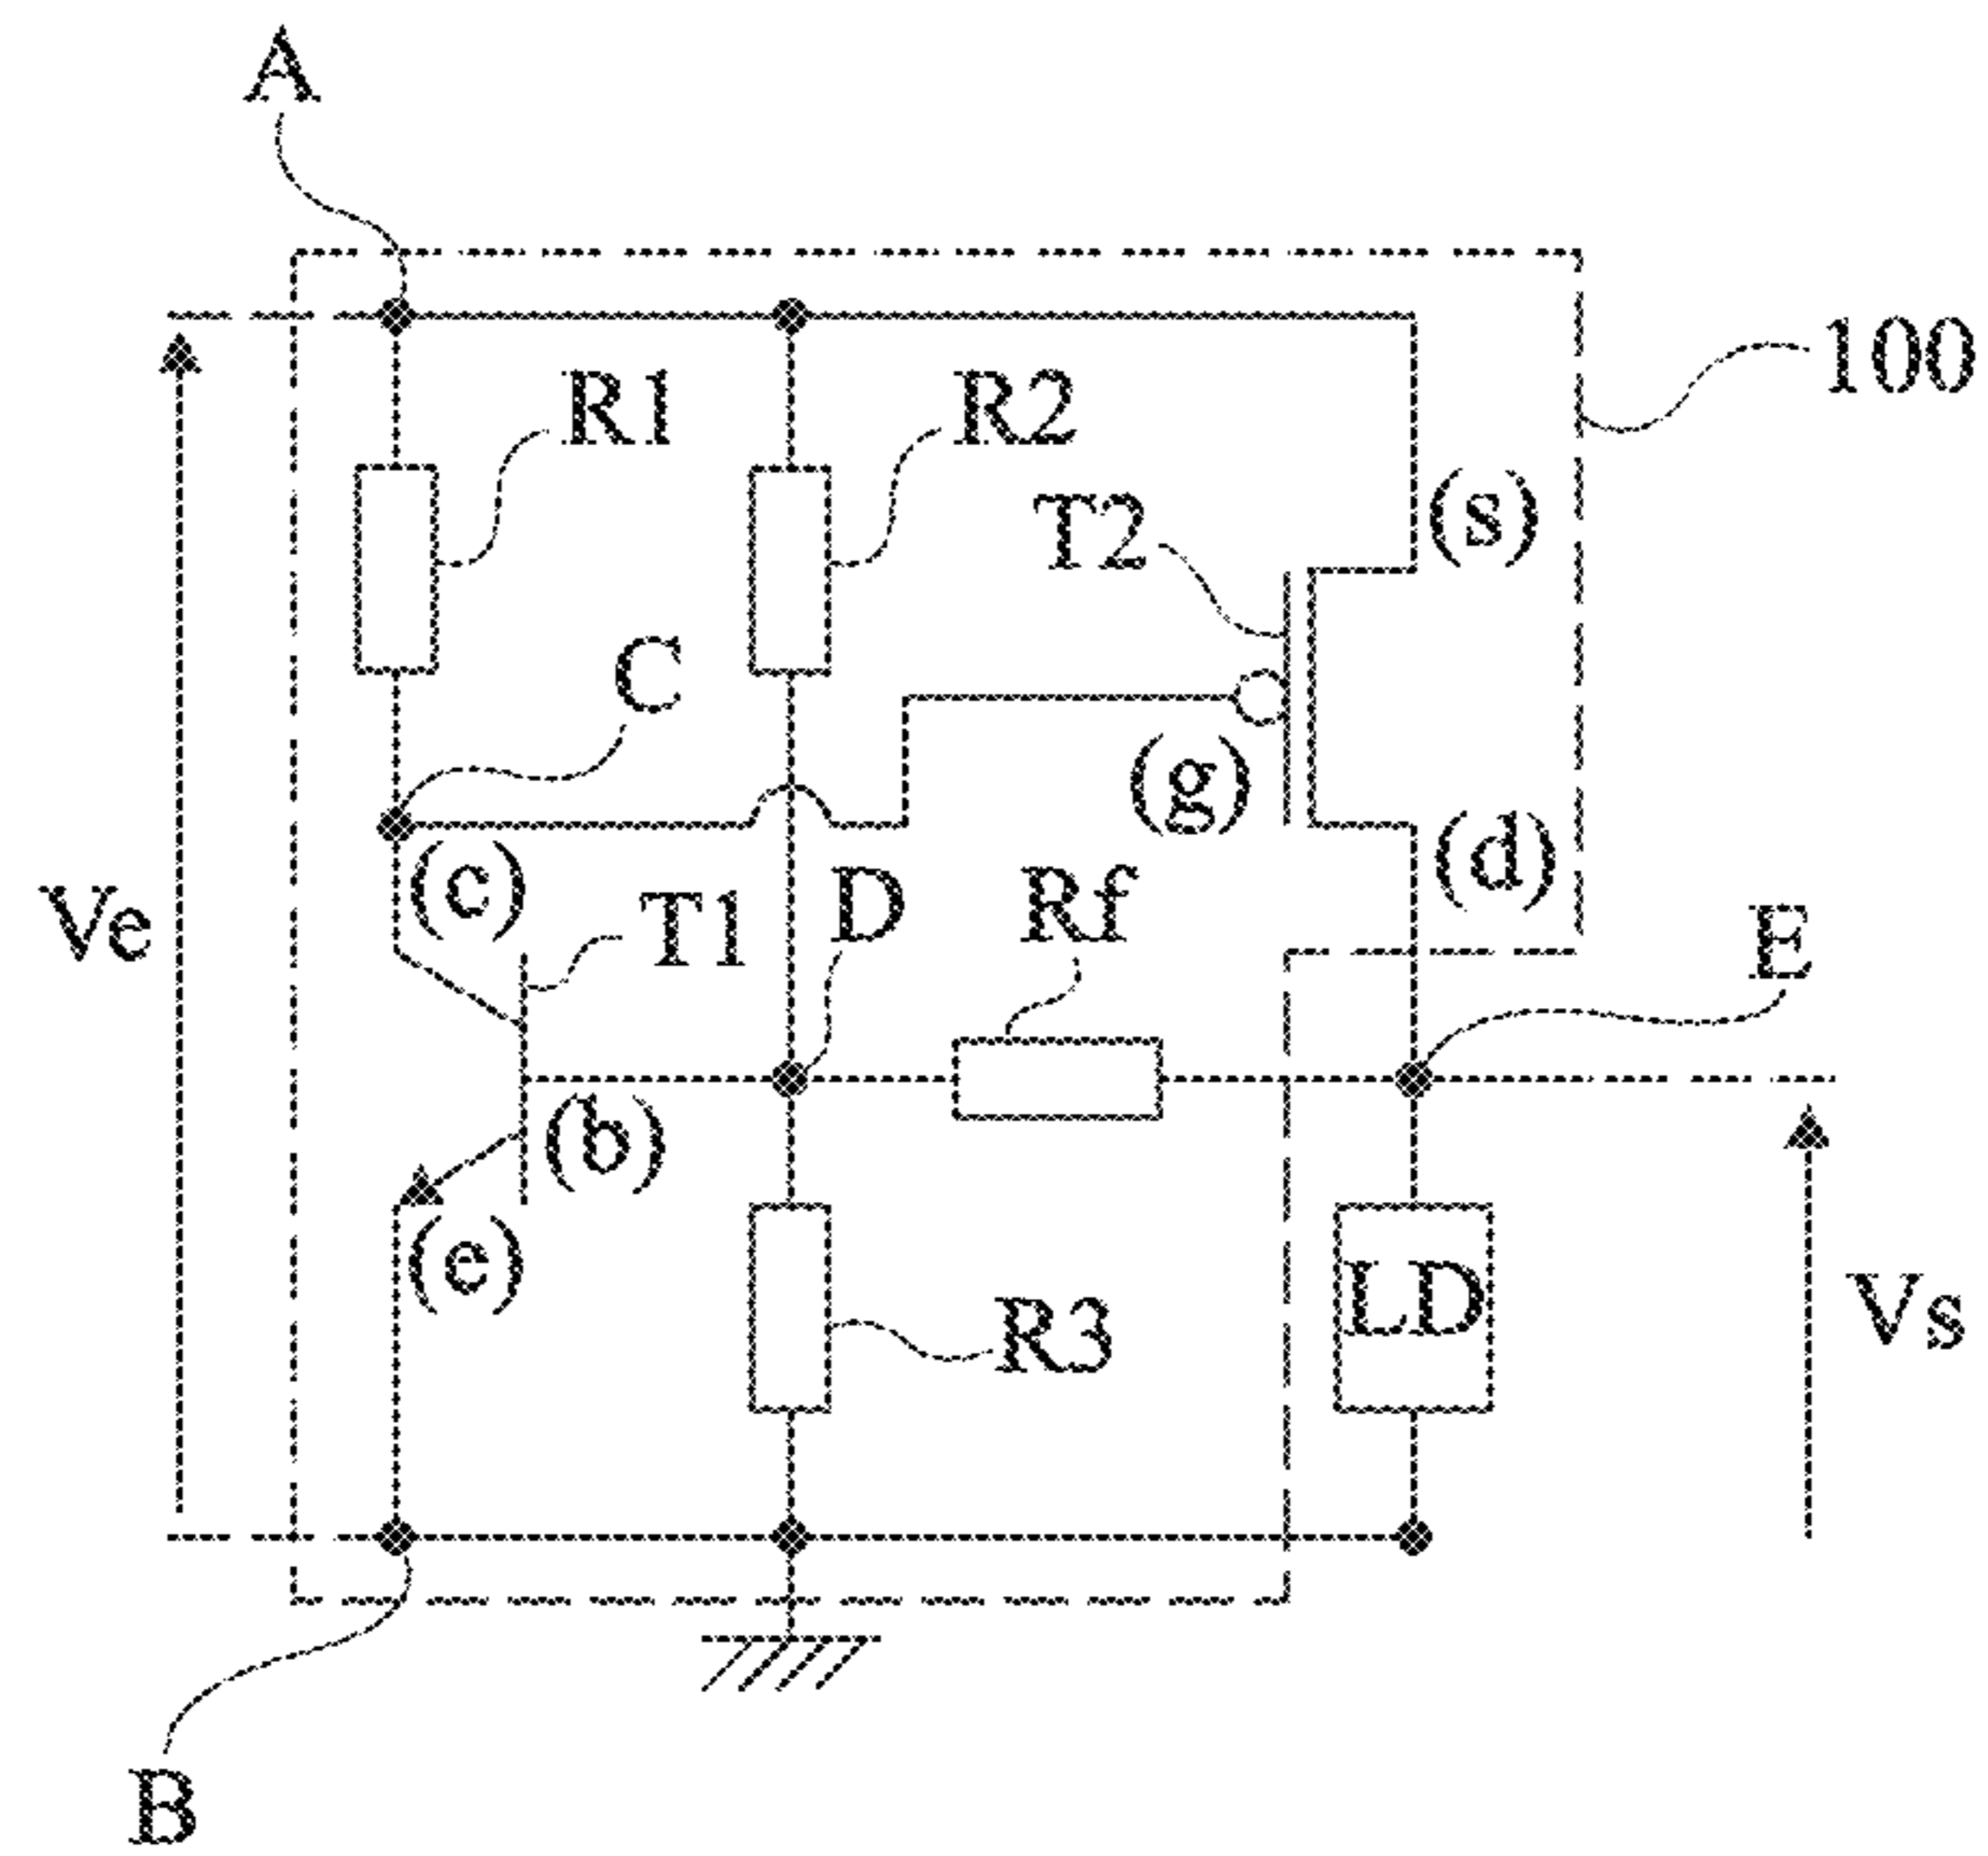 A
100
R1
R2
T2
(s)
C
(g)
(d)
Ve
(c)
T1
D
Rf
E
(b)
(e)
R3
LD
Vs
B